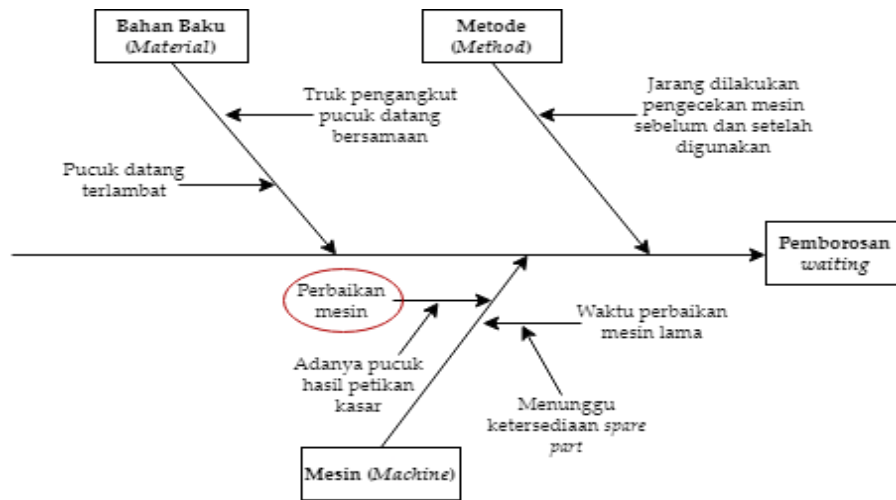 Bahan Baku
(Material)
Metode
(Method)
Truk pengangkut
pucuk datang
bersamaan
Jarang dilakukan
pengecekan mesin
sebelum dan setelah
digunakan
Pucuk datang
terlambat
Pemborosan
waiting
Perbaikan
mesin
Waktu perbaikan
mesin lama
Adanya pucuk
hasil petikan
kasar
Menunggu
ketersediaan spare
part
Mesin (Machine)